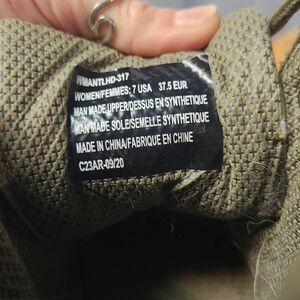 WMANTLHD-317
WOMEN/FEMMES: 7 USA 37.5 EUR
MAN MADE UPPER/DESSUS EN SYNTHETIQUE
MAN MADE SOLE/SEMELLE SYNTHETIQUE
MADE IN CHINA/FABRIQUE EN CHINE
C23AR-09/20